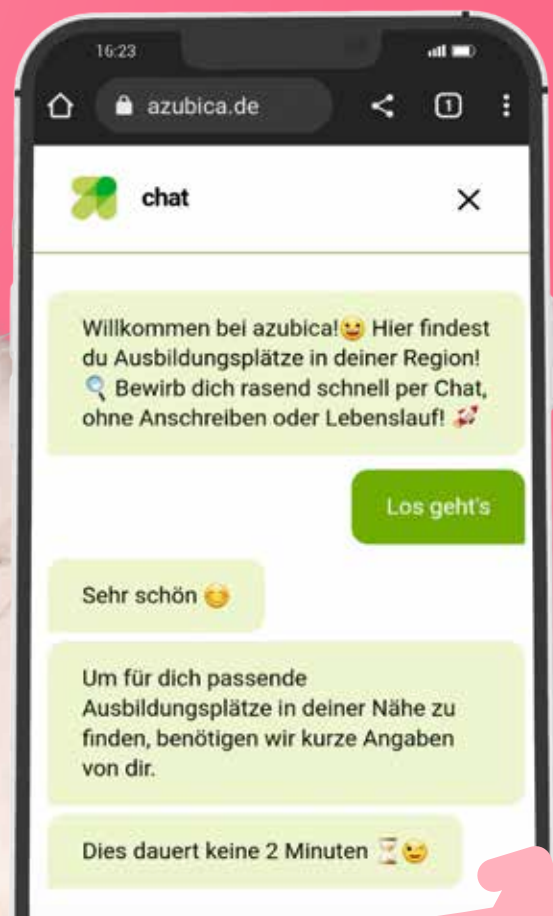 16:23
azubica.de
1
chat
Willkommen bei azubica!😃 Hier findest
du Ausbildungsplätze in deiner Region!
🔍 Bewirb dich rasend schnell per Chat,
ohne Anschreiben oder Lebenslauf! 🚀
Los geht's
Sehr schön 😊
Um für dich passende
Ausbildungsplätze in deiner Nähe zu
finden, benötigen wir kurze Angaben
von dir.
Dies dauert keine 2 Minuten ⏳😉